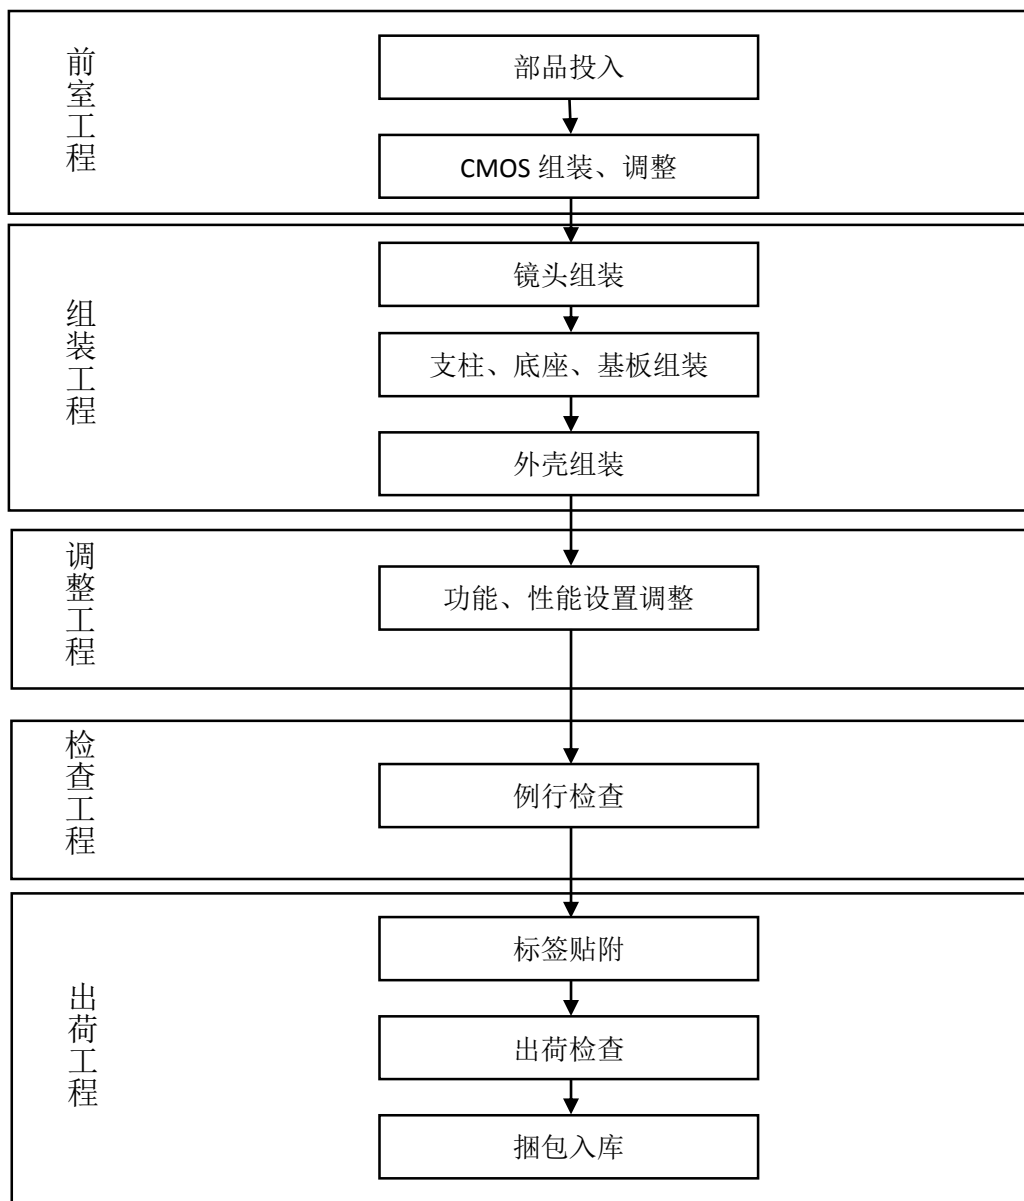 前室工程
部品投入
CMOS 组装、调整
组装工程
镜头组装
支柱、底座、基板组装
外壳组装
调整工程
功能、性能设置调整
检查工程
例行检查
出荷工程
标签贴附
出荷检查
捆包入库